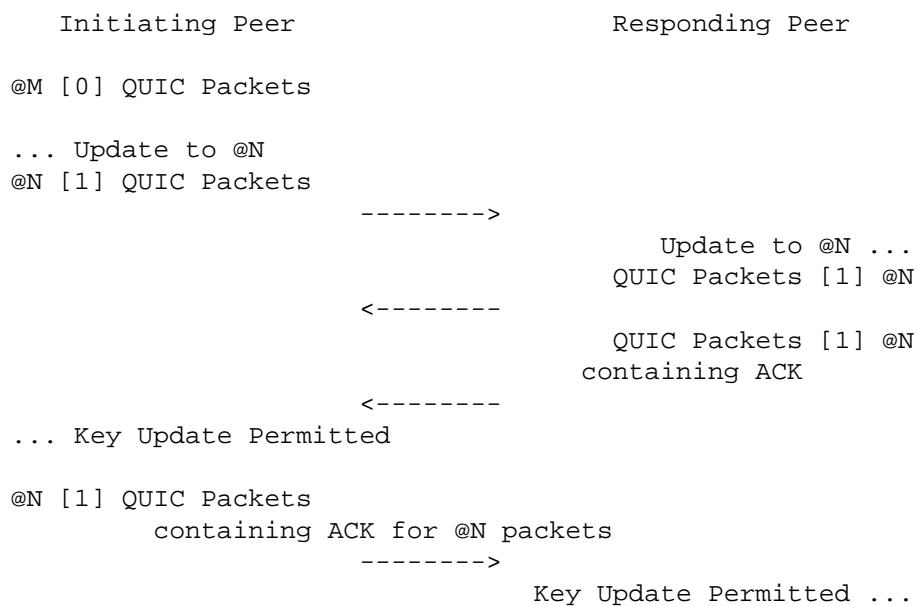 Initiating Peer                    Responding Peer
@M [0] QUIC Packets
... Update to @N
@N [1] QUIC Packets
-------->
Update to @N ...
QUIC Packets [1] @N
<--------
QUIC Packets [1] @N
containing ACK
<--------
... Key Update Permitted
@N [1] QUIC Packets
containing ACK for @N packets
-------->
Key Update Permitted ...